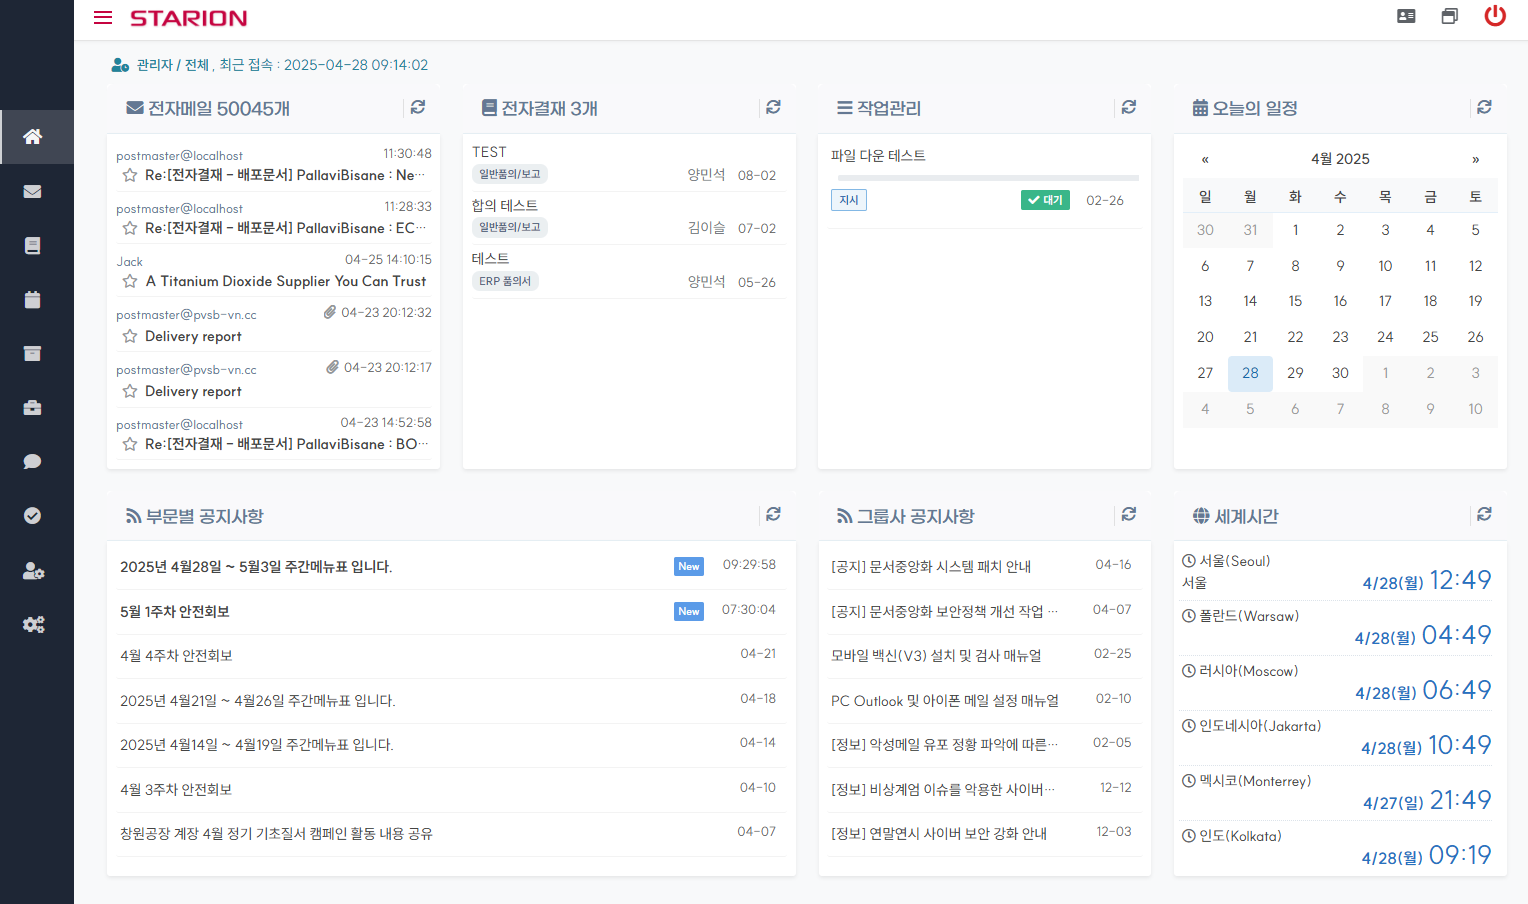 STARION
관리자 / 전체 , 최근 접속 : 2025-04-28 09:14:02
전자메일 50045개
postmaster@localhost 11:30:48
Re:[전자결재 - 배포문서] PallaviBisane : Ne···
postmaster@localhost 11:28:33
Re:[전자결재 - 배포문서] PallaviBisane : EC···
Jack 04-25 14:10:15
A Titanium Dioxide Supplier You Can Trust
postmaster@pvsb-vn.cc 04-23 20:12:32
Delivery report
postmaster@pvsb-vn.cc 04-23 20:12:17
Delivery report
postmaster@localhost 04-23 14:52:58
Re:[전자결재 - 배포문서] PallaviBisane : BO···
전자결재 3개
TEST
일반품의/보고 양민석 08-02
합의 테스트
일반품의/보고 김이슬 07-02
테스트
ERP 품의서 양민석 05-26
작업관리
파일 다운 테스트
지시 대기 02-26
오늘의 일정
« 4월 2025 »
일 월 화 수 목 금 토
30 31 1 2 3 4 5
6 7 8 9 10 11 12
13 14 15 16 17 18 19
20 21 22 23 24 25 26
27 28 29 30 1 2 3
4 5 6 7 8 9 10
부문별 공지사항
2025년 4월28일 ~ 5월3일 주간메뉴표 입니다. New 09:29:58
5월 1주차 안전회보 New 07:30:04
4월 4주차 안전회보 04-21
2025년 4월21일 ~ 4월26일 주간메뉴표 입니다. 04-18
2025년 4월14일 ~ 4월19일 주간메뉴표 입니다. 04-14
4월 3주차 안전회보 04-10
창원공장 계장 4월 정기 기초질서 캠페인 활동 내용 공유 04-07
그룹사 공지사항
[공지] 문서중앙화 시스템 패치 안내 04-16
[공지] 문서중앙화 보안정책 개선 작업 ··· 04-07
모바일 백신(V3) 설치 및 검사 매뉴얼 02-25
PC Outlook 및 아이폰 메일 설정 매뉴얼 02-10
[정보] 악성메일 유포 정황 파악에 따른··· 02-05
[정보] 비상계엄 이슈를 악용한 사이버··· 12-12
[정보] 연말연시 사이버 보안 강화 안내 12-03
세계시간
서울(Seoul)
서울 4/28(월) 12:49
폴란드(Warsaw)
4/28(월) 04:49
러시아(Moscow)
4/28(월) 06:49
인도네시아(Jakarta)
4/28(월) 10:49
멕시코(Monterrey)
4/27(일) 21:49
인도(Kolkata)
4/28(월) 09:19